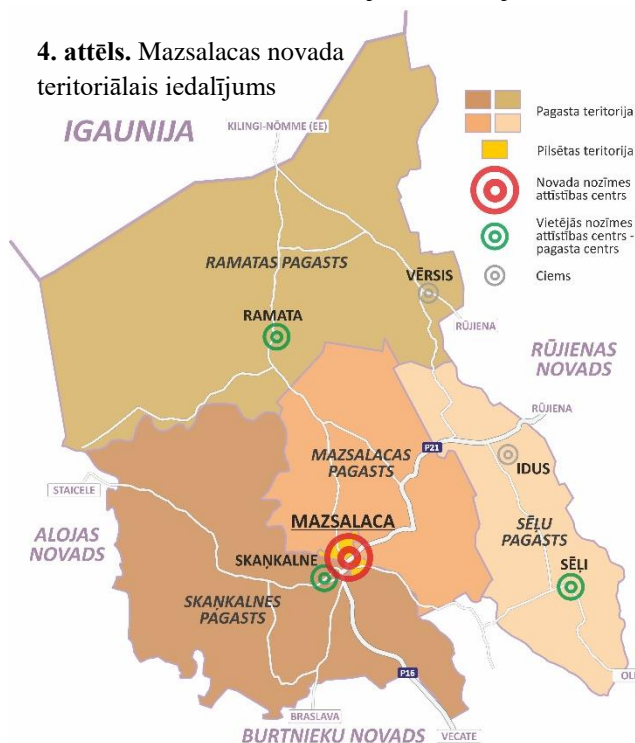 4. attēls. Mazsalacas novada
teritoriālais iedalījums
IGAUNIJA
KILINGI-NÕMME (EE)
Pagasta teritorija
Pilsētas teritorija
Novada nozīmes
attīstības centrs
Vietējās nozīmes
attīstības centrs -
pagasta centrs
Ciems
RAMATAS PAGASTS
VĒRSIS
RAMATA
RŪJIENA
RŪJIENAS
NOVADS
RŪJIENA
P21
MAZSALACAS
PAGASTS
IDUS
STAICELE
SĒĻU
PAGASTS
MAZSALACA
ALOJAS
NOVADS
SKAŅKALNE
SĒĻI
SKAŅKALNES
PAGASTS
P16
OL
BRASLAVA
BURTNIEKU NOVADS
VECATE